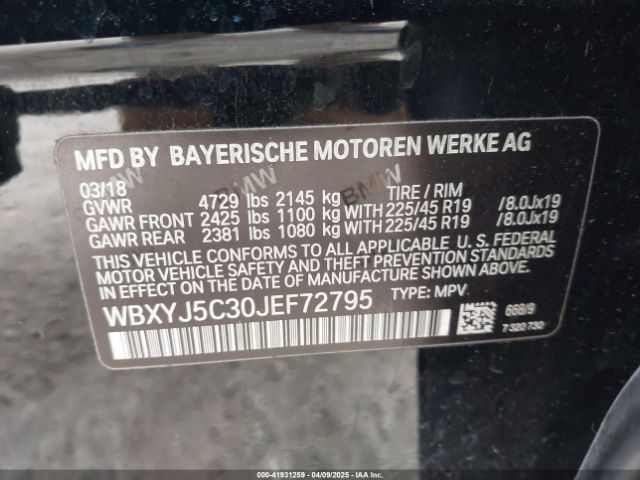 MFD BY BAYERISCHE MOTOREN WERKE AG
03/18 TIRE / RIM
GVWR 4729 lbs 2145 kg
GAWR FRONT 2425 lbs 1100 kg WITH 225/45 R19 /8.0Jx19
GAWR REAR 2381 lbs 1080 kg WITH 225/45 R19 /8.0Jx19
THIS VEHICLE CONFORMS TO ALL APPLICABLE U. S. FEDERAL
MOTOR VEHICLE SAFETY AND THEFT PREVENTION STANDARDS
IN EFFECT ON THE DATE OF MANUFACTURE SHOWN ABOVE.
WBXYJ5C30JEF72795 TYPE: MPV
668/9
7 320 730
000-41931259 | 04/09/2025 | IAA Inc.